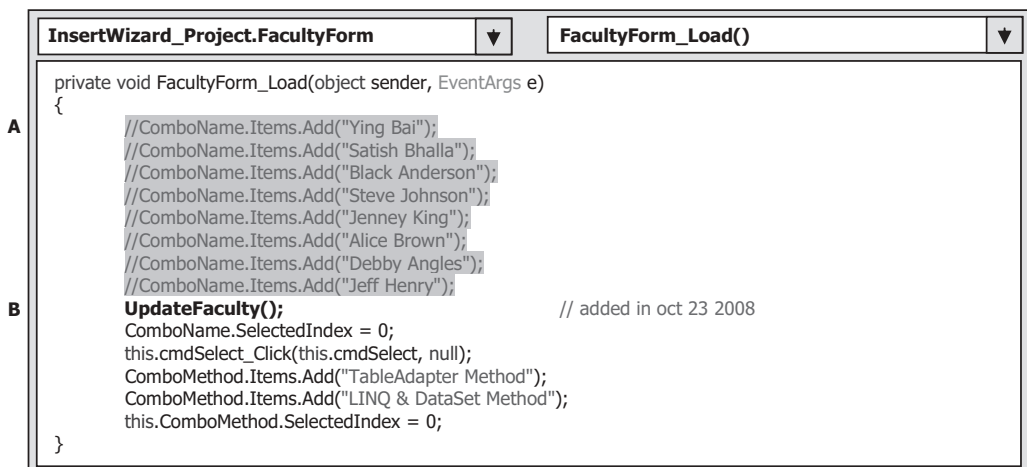 InsertWizard_Project.FacultyForm FacultyForm_Load()
private void FacultyForm_Load(object sender, EventArgs e)
{
A //ComboName.Items.Add("Ying Bai");
//ComboName.Items.Add("Satish Bhalla");
//ComboName.Items.Add("Black Anderson");
//ComboName.Items.Add("Steve Johnson");
//ComboName.Items.Add("Jenney King");
//ComboName.Items.Add("Alice Brown");
//ComboName.Items.Add("Debby Angles");
//ComboName.Items.Add("Jeff Henry");
B UpdateFaculty(); // added in oct 23 2008
ComboName.SelectedIndex = 0;
this.cmdSelect_Click(this.cmdSelect, null);
ComboMethod.Items.Add("TableAdapter Method");
ComboMethod.Items.Add("LINQ & DataSet Method");
this.ComboMethod.SelectedIndex = 0;
}